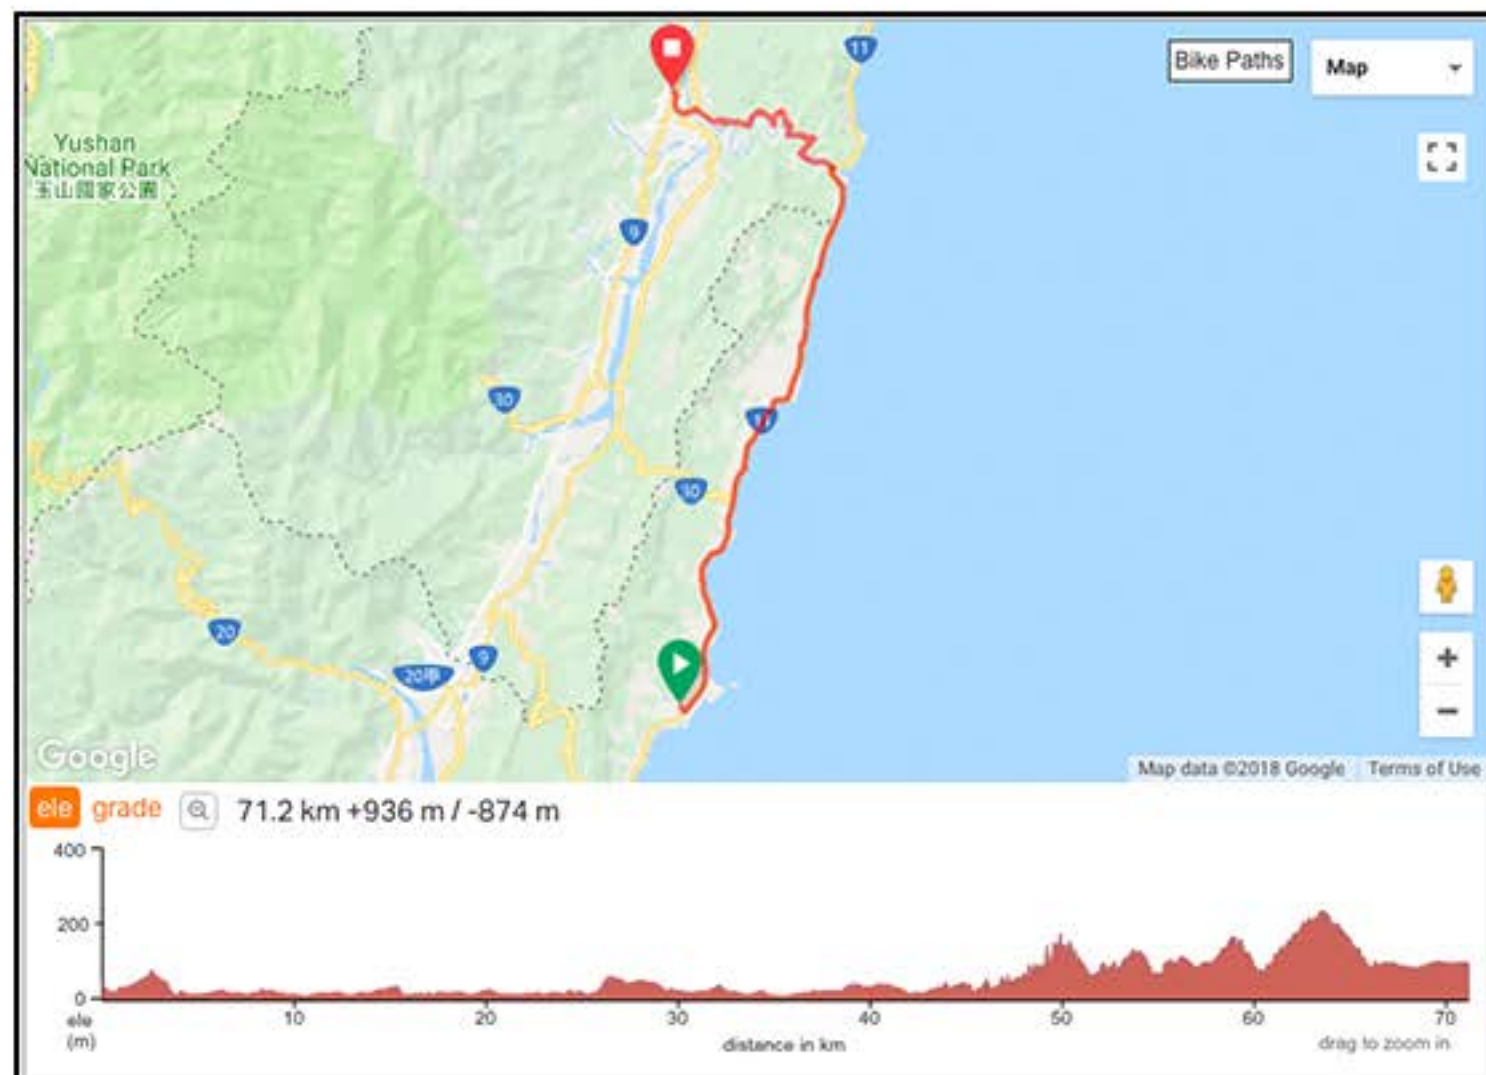 11
Bike Paths
Map
Yushan
National Park
玉山國家公園
9
30
11
30
20
20甲
9
Google
Map data ©2018 Google
Terms of Use
ele grade 71.2 km +936 m / -874 m
400
200
0
10 20 30 40 50 60 70
ele
(m)
distance in km
drag to zoom in